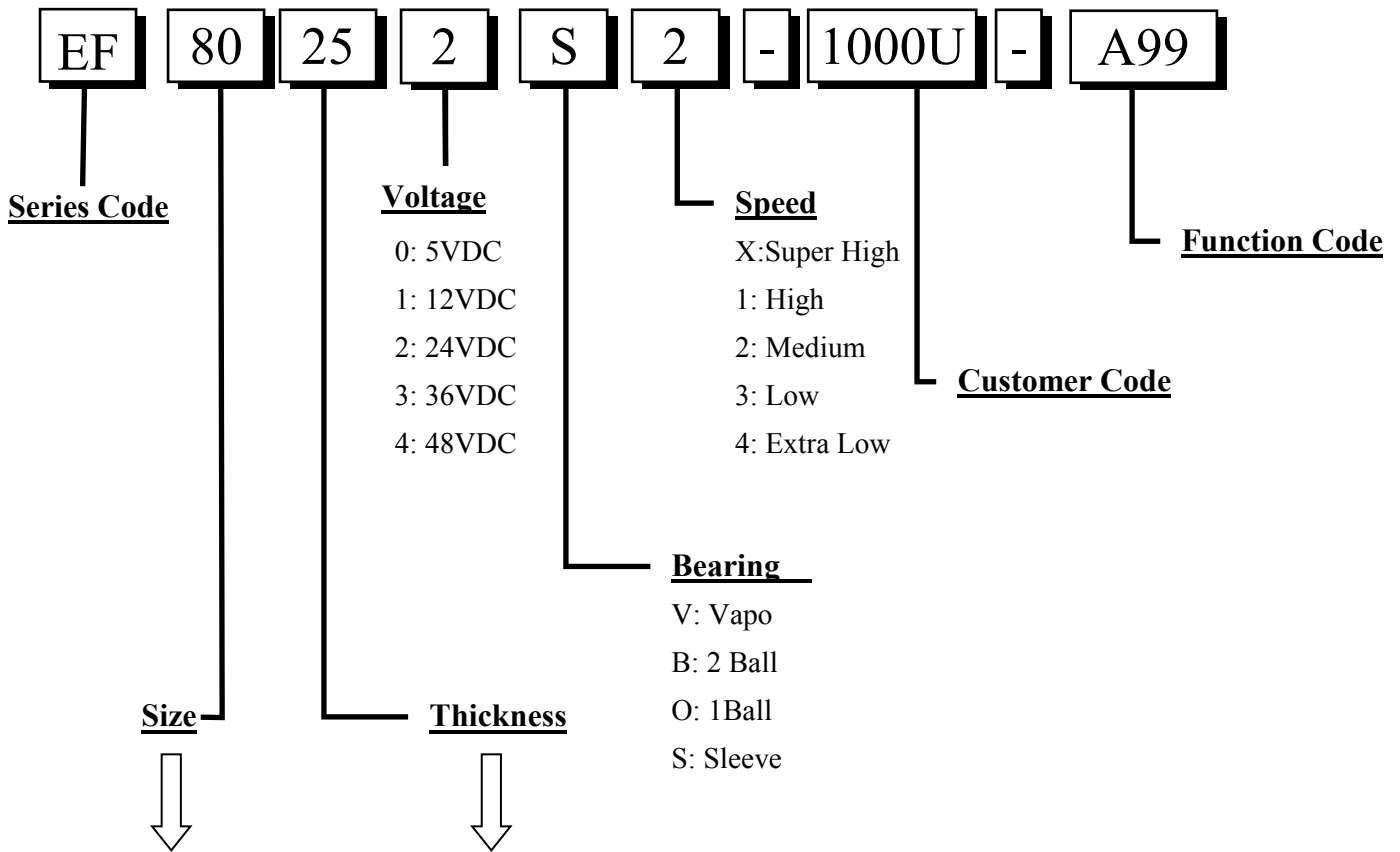 EF 80 25 2 S 2 - 1000U - A99
Series Code
Voltage
0: 5VDC
1: 12VDC
2: 24VDC
3: 36VDC
4: 48VDC
Speed
X:Super High
1: High
2: Medium
3: Low
4: Extra Low
Function Code
Customer Code
Bearing
V: Vapo
B: 2 Ball
O: 1Ball
S: Sleeve
Size
Thickness